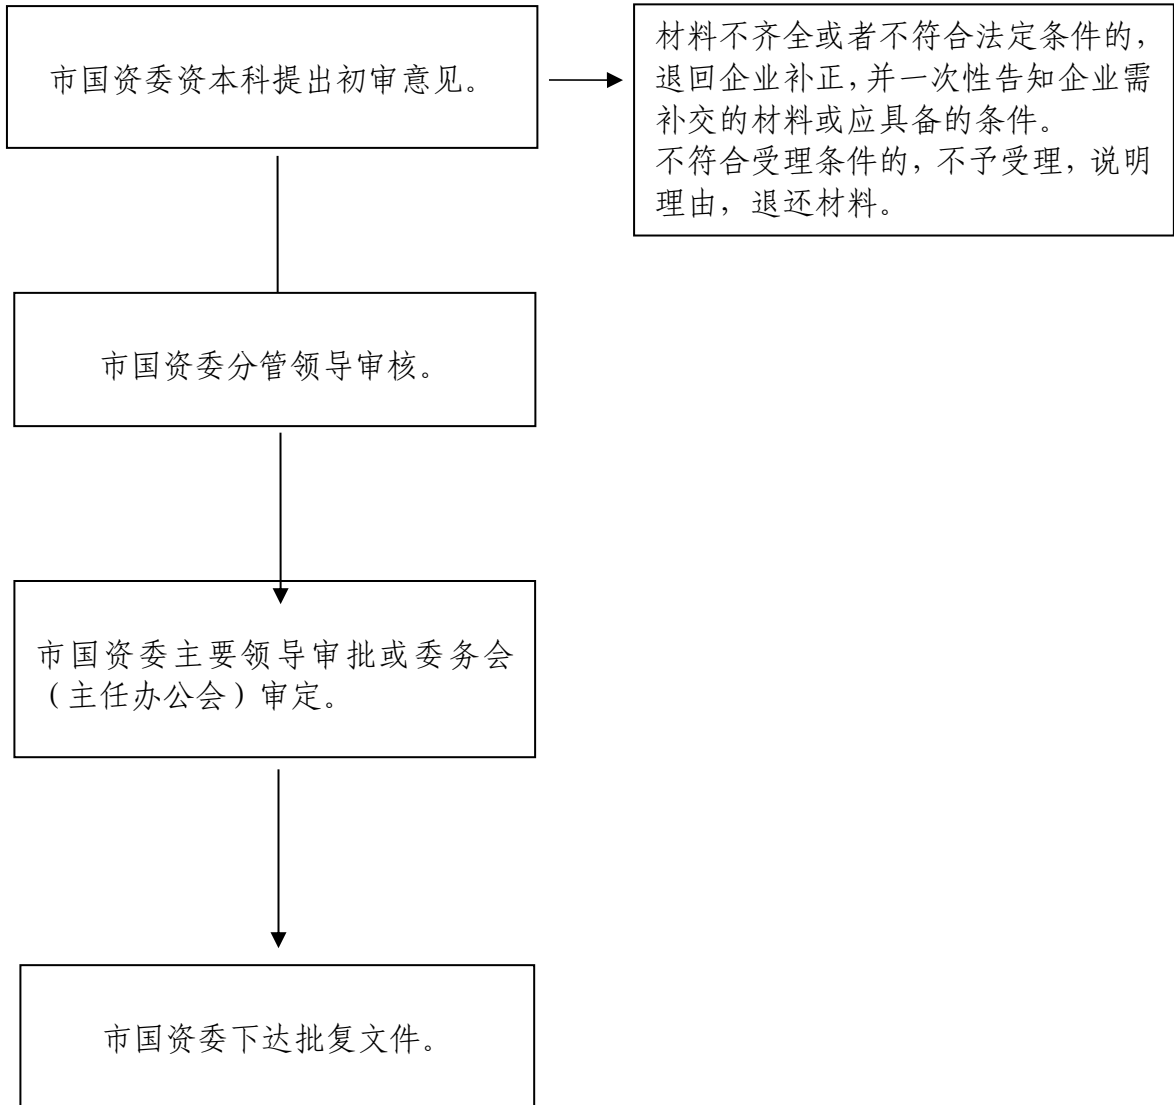 市国资委资本科提出初审意见。
材料不齐全或者不符合法定条件的，
退回企业补正，并一次性告知企业需
补交的材料或应具备的条件。
不符合受理条件的，不予受理，说明
理由，退还材料。
市国资委分管领导审核。
市国资委主要领导审批或委务会
（主任办公会）审定。
市国资委下达批复文件。